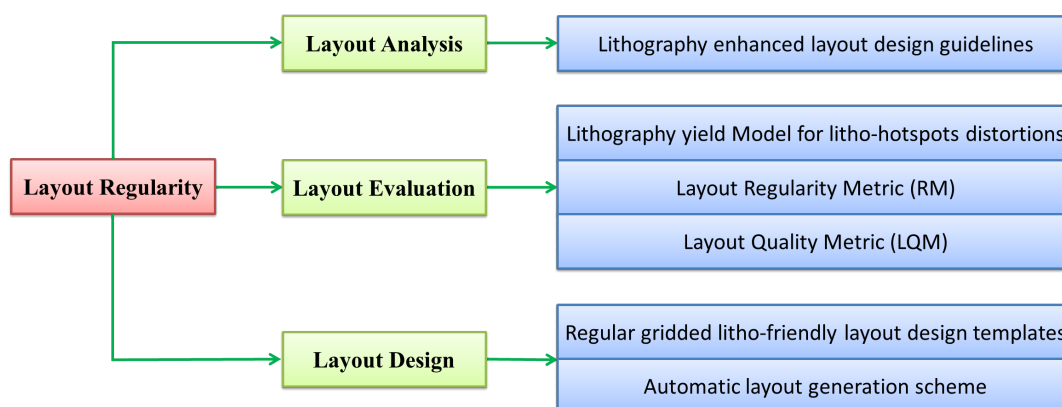 Layout Analysis
Lithography enhanced layout design guidelines
Layout Regularity
Layout Evaluation
Lithography yield Model for litho-hotspots distortions
Layout Regularity Metric (RM)
Layout Quality Metric (LQM)
Layout Design
Regular gridded litho-friendly layout design templates
Automatic layout generation scheme